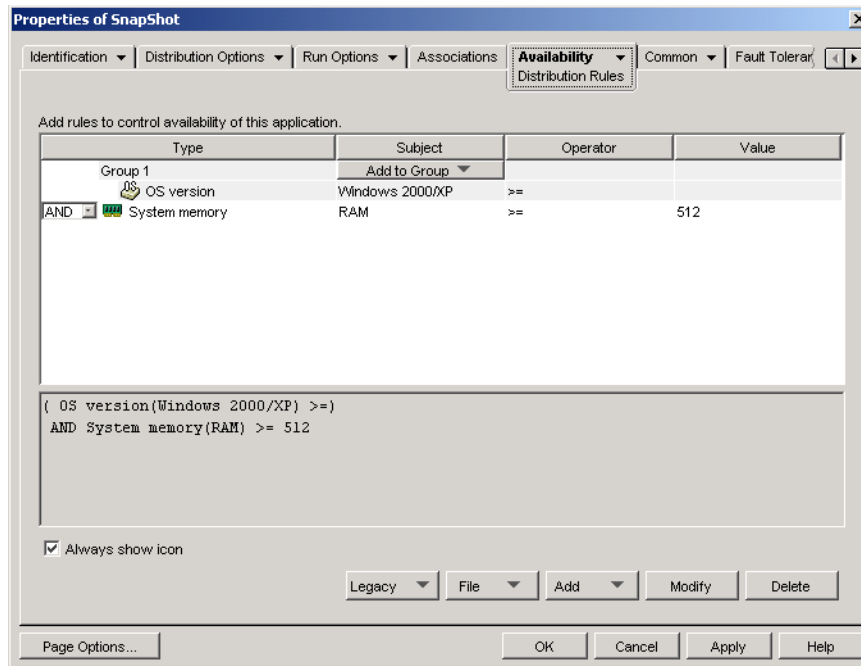 Properties of SnapShot
Identification Distribution Options Run Options Associations Availability Common Fault Toleran
Distribution Rules
Add rules to control availability of this application.
Type Subject Operator Value
Group 1 Add to Group
OS version Windows 2000/XP >=
AND System memory RAM >= 512
( OS version(Windows 2000/XP) >=)
AND System memory(RAM) >= 512
Always show icon
Legacy File Add Modify Delete
Page Options... OK Cancel Apply Help